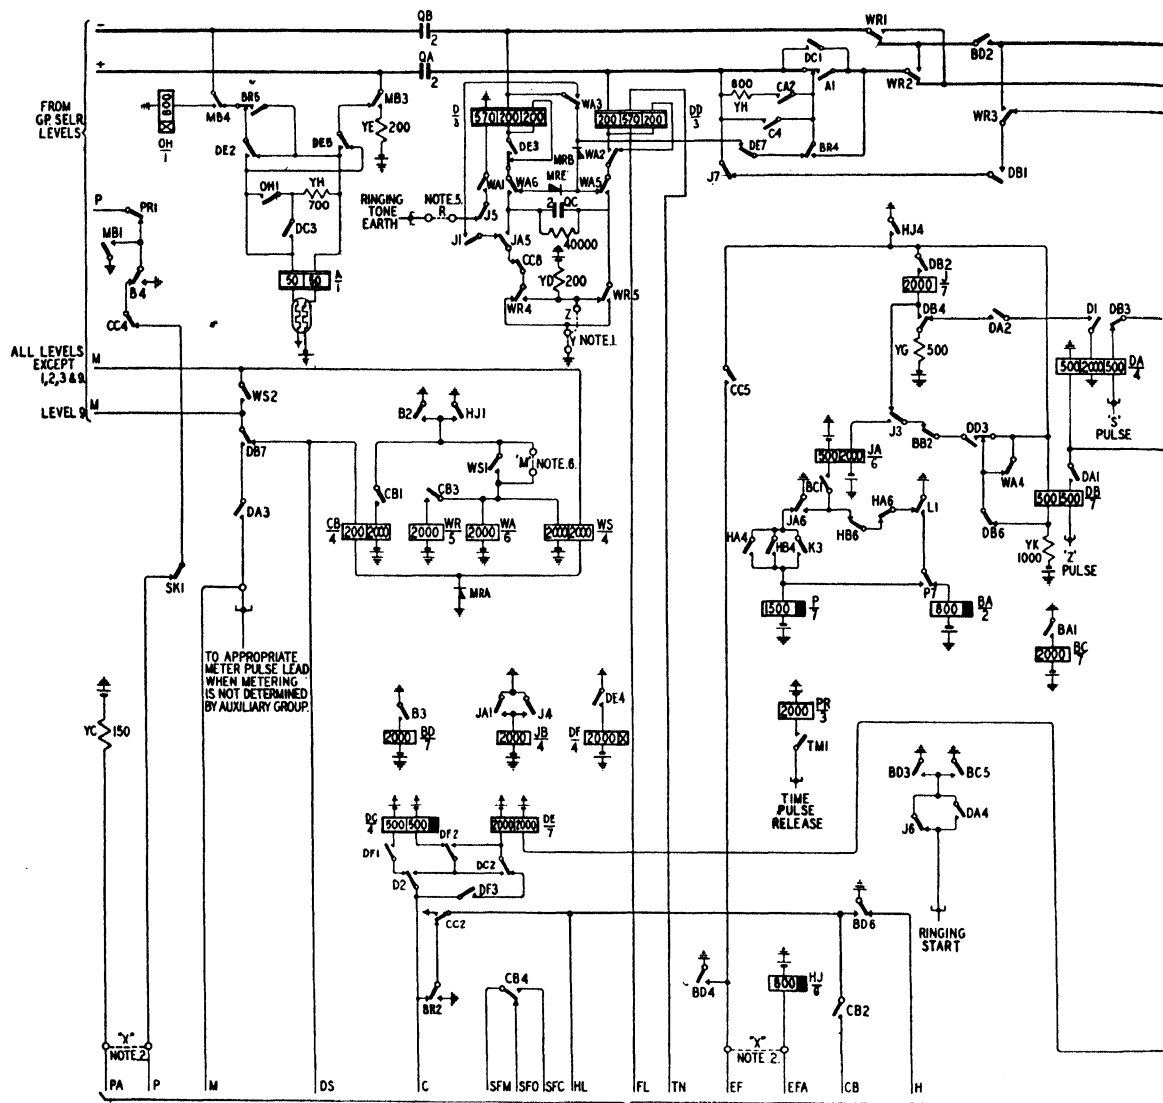 QB
2
WR1
BD2
QA
2
DC1
WR2
A1
FROM
GP. SELR
LEVELS
800
OH
1
MB4
BR5
MB3
YE
200
D
570
200
200
WA3
DD
3
200
570
200
800
YH
CA2
C4
WR3
DE2
DE5
DE3
MRB
WA2
DE7
BR4
OH1
YH
700
WA1
WA6
MRE
WA5
J7
DB1
P
PR1
DC3
RINGING
TONE
EARTH
NOTE.5.
R
J5
2
QC
MB1
J1
JA5
40000
HJ4
B4
50
50
A
1
CC8
YD
200
DB2
2000
J
7
WR4
WR5
Z
CC4
Y
NOTE.1.
DB4
DA2
D1
DB3
ALL LEVELS
EXCEPT
1,2,3 & 9.
M
YG
500
500
2000
500
DA
4
WS2
CC5
LEVEL 9
M
B2
HJ1
'S'
PULSE
DB7
J3
BB2
DD3
WS1
'M'
NOTE.6.
500
2000
JA
6
DA1
DA3
CB1
CB3
BC1
HA6
WA4
500
500
DB
7
CB
4
200
2000
2000
WR
5
2000
WA
6
2000
2000
WS
4
JA6
HB6
L1
DB6
HA4
HB4
K3
YK
1000
'Z'
PULSE
SK1
MRA
P7
1500
P
7
800
BA
2
BA1
2000
BC
7
TO APPROPRIATE
METER PULSE LEAD
WHEN METERING
IS NOT DETERMINED
BY AUXILIARY GROUP.
YC
150
B3
2000
BD
7
JA1
J4
2000
JB
4
DE4
DF
4
2000
2000
PR
3
TM1
TIME
PULSE
RELEASE
BD3
BC5
DC
4
500
500
DF1
DF2
2000
2000
DE
7
DC2
J6
DA4
D2
DF3
CC2
BD6
RINGING
START
CB4
BD4
800
HJ
BR2
CB2
"X"
NOTE.2.
"X"
NOTE.2.
PA
P
M
DS
C
SFM
SFO
SFC
HL
FL
TN
EF
EFA
CB
H